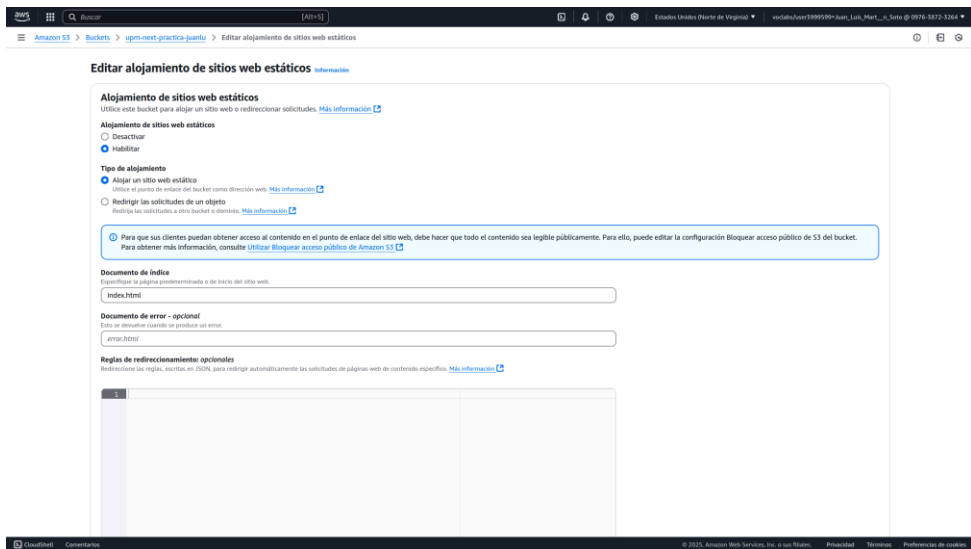 aws
Buscar
[Alt+S]
Estados Unidos (Norte de Virginia)
voclabs/user3999599=Juan_Luis_Mart__n_Soto @ 0976-3872-3264
Amazon S3 > Buckets > upm-next-practica-juanlu > Editar alojamiento de sitios web estáticos
Editar alojamiento de sitios web estáticos Información
Alojamiento de sitios web estáticos
Utilice este bucket para alojar un sitio web o redireccionar solicitudes. Más información
Alojamiento de sitios web estáticos
Desactivar
Habilitar
Tipo de alojamiento
Alojar un sitio web estático
Utilice el punto de enlace del bucket como dirección web. Más información
Redirigir las solicitudes de un objeto
Redirija las solicitudes a otro bucket o dominio. Más información
Para que sus clientes puedan obtener acceso al contenido en el punto de enlace del sitio web, debe hacer que todo el contenido sea legible públicamente. Para ello, puede editar la configuración Bloquear acceso público de S3 del bucket.
Para obtener más información, consulte Utilizar Bloquear acceso público de Amazon S3
Documento de índice
Especifique la página predeterminada o de inicio del sitio web.
index.html
Documento de error - opcional
Esto se devuelve cuando se produce un error.
error.html
Reglas de redireccionamiento: opcionales
Redireccione las reglas, escritas en JSON, para redirigir automáticamente las solicitudes de páginas web de contenido específico. Más información
1
CloudShell Comentarios
© 2025, Amazon Web Services, Inc. o sus filiales. Privacidad Términos Preferencias de cookies